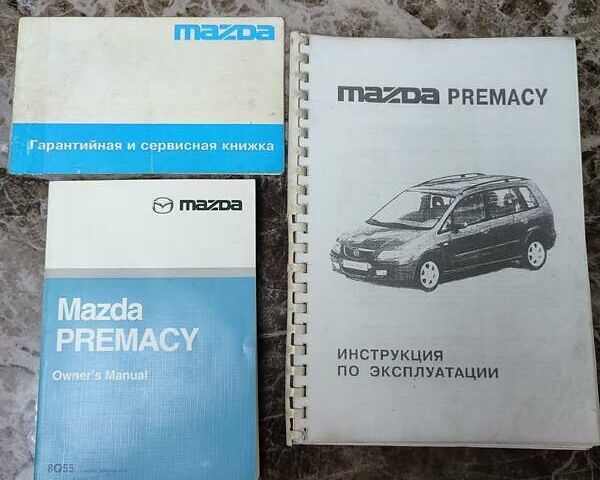 mazda
Гарантийная и сервисная книжка
mazda
Mazda
PREMACY
Owner's Manual
8Q55
mazda PREMACY
ИНСТРУКЦИЯ
ПО ЭКСПЛУАТАЦИИ